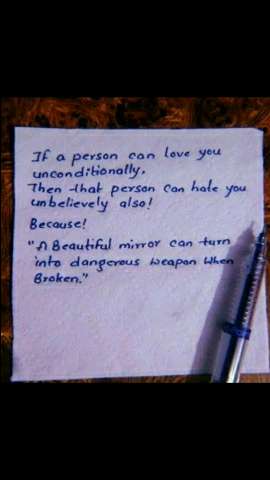 If a person can love you
unconditionally.
Then that person can hate you
unbelievely also!
Because!
"A Beautiful mirror can turn
into dangerous weapon when
Broken."